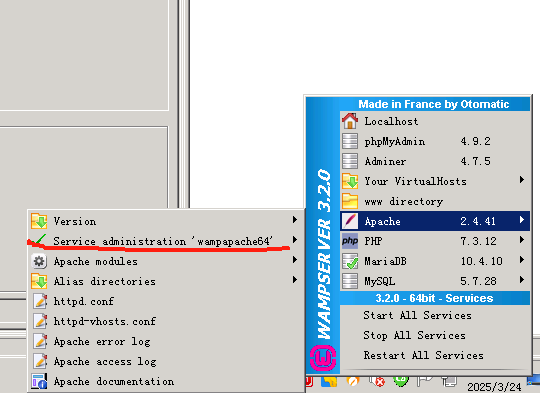 Made in France by Otomatic
Localhost
phpMyAdmin 4.9.2
Adminer 4.7.5
Your VirtualHosts
www directory
Apache 2.4.41
PHP 7.3.12
MariaDB 10.4.10
MySQL 5.7.28
3.2.0 - 64bit - Services
Start All Services
Stop All Services
Restart All Services
WAMPSERVER 3.2.0
Version
Service administration 'wampapache64'
Apache modules
Alias directories
httpd.conf
httpd-vhosts.conf
Apache error log
Apache access log
Apache documentation
php
2025/3/24